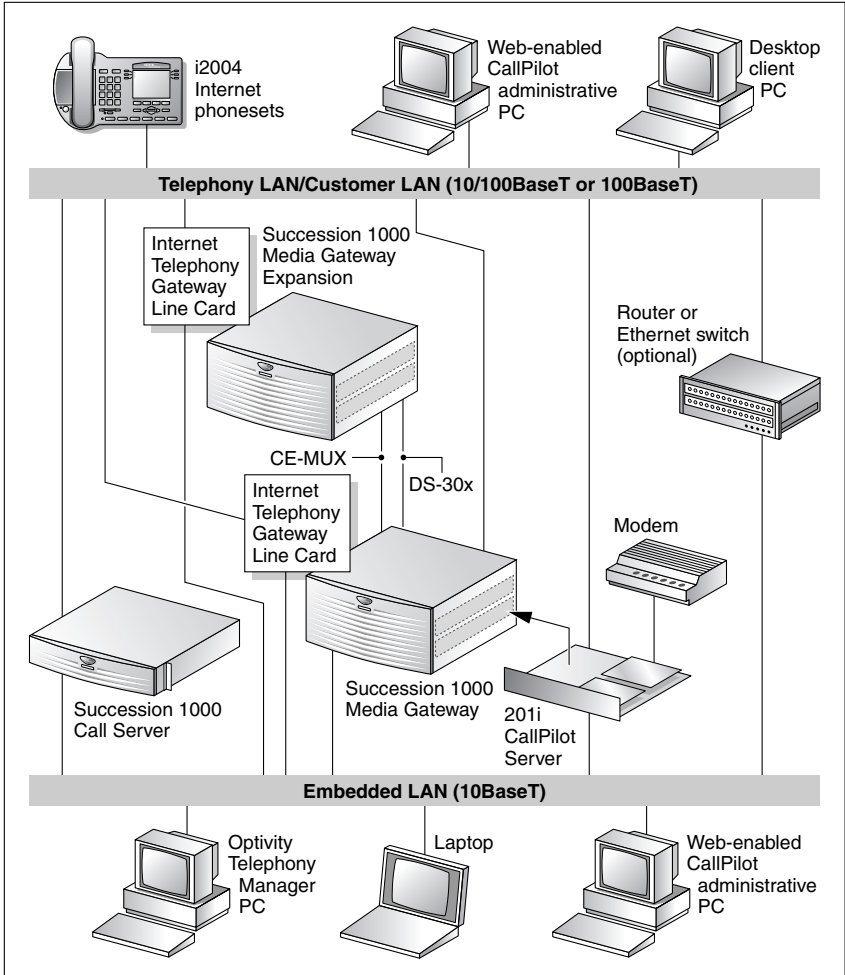 i2004
Internet
phonesets
Web-enabled
CallPilot
administrative
PC
Desktop
client
PC
Telephony LAN/Customer LAN (10/100BaseT or 100BaseT)
Internet
Telephony
Gateway
Line Card
Succession 1000
Media Gateway
Expansion
Router or
Ethernet switch
(optional)
CE-MUX
DS-30x
Internet
Telephony
Gateway
Line Card
Modem
Succession 1000
Call Server
Succession 1000
Media Gateway
201i
CallPilot
Server
Embedded LAN (10BaseT)
Optivity
Telephony
Manager
PC
Laptop
Web-enabled
CallPilot
administrative
PC